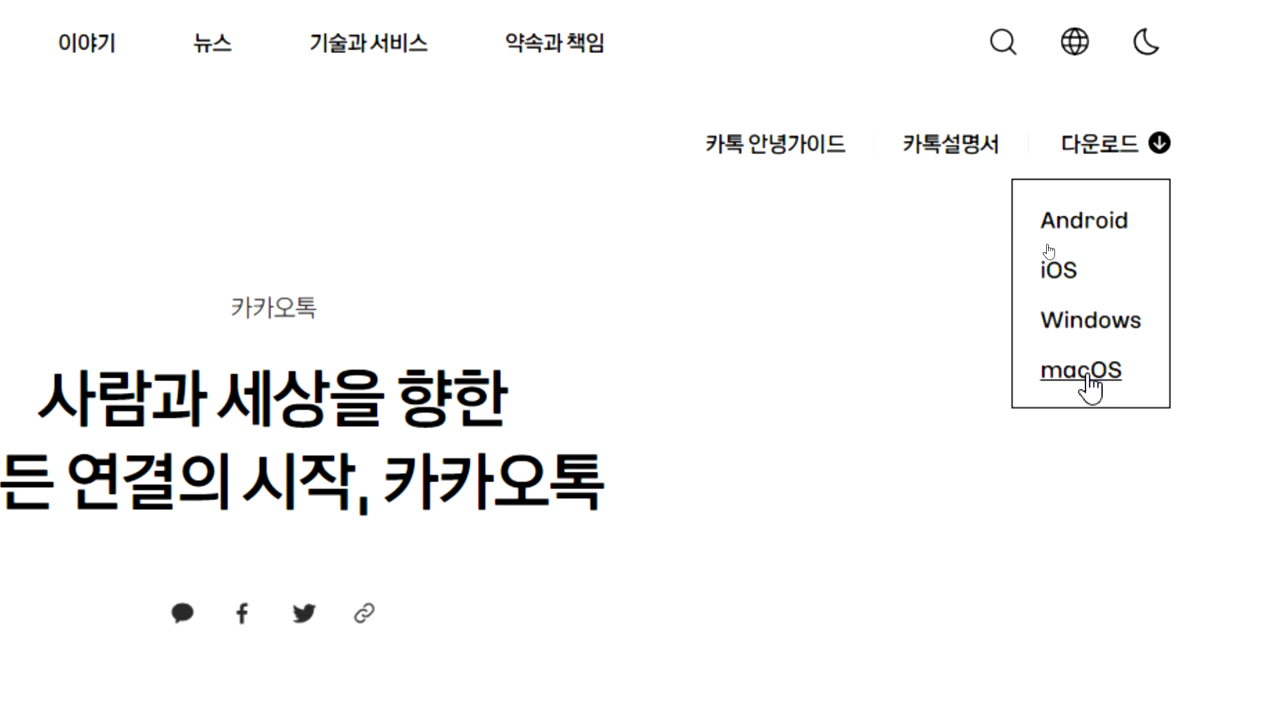 이야기 뉴스 기술과 서비스 약속과 책임
카톡 안녕가이드 카톡설명서 다운로드
Android
iOS
Windows
macOS
카카오톡
사람과 세상을 향한
든 연결의 시작, 카카오톡